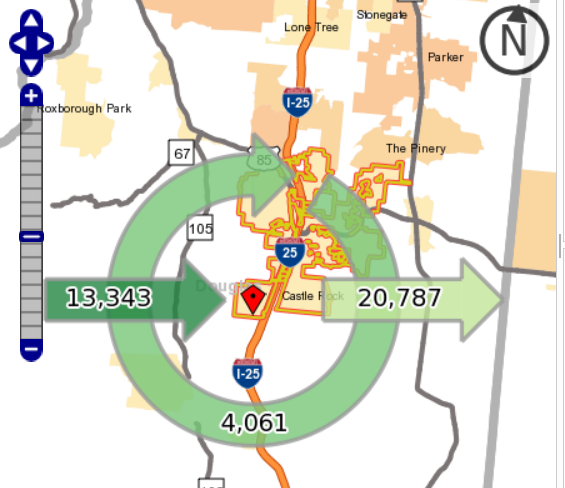 Stonegate
Lone Tree
N
Parker
+
I-25
Roxborough Park
The Pinery
67
85
105
25
13,343
Castle Rock
20,787
I-25
4,061